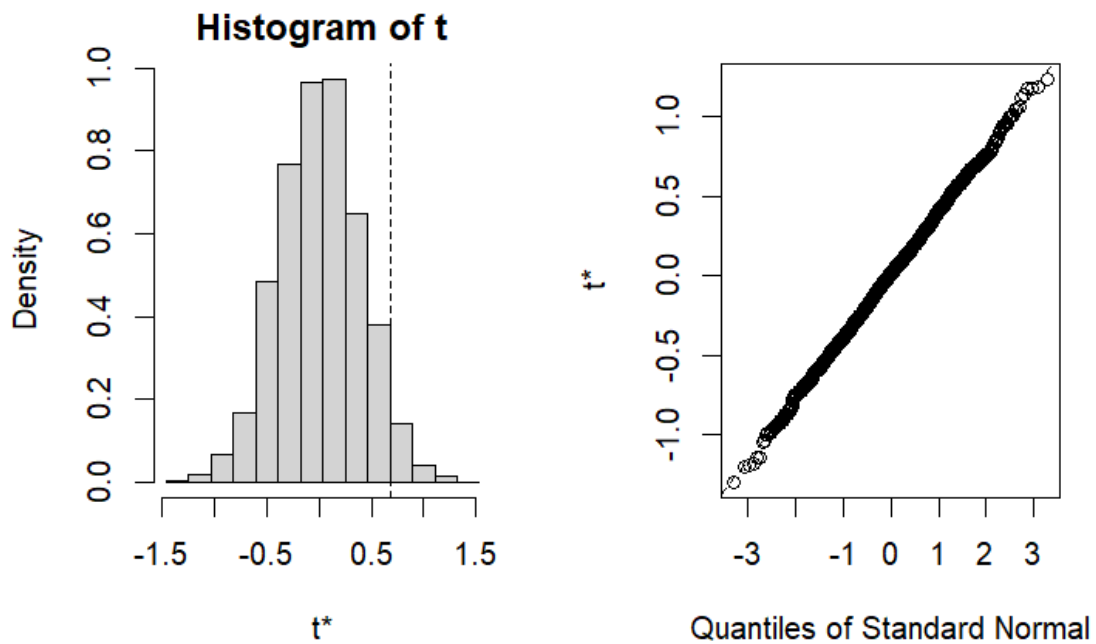 Histogram of t
Density
0.0 0.2 0.4 0.6 0.8 1.0
-1.5 -0.5 0.5 1.5
t*
t*
-1.0 -0.5 0.0 0.5 1.0
-3 -1 0 1 2 3
Quantiles of Standard Normal